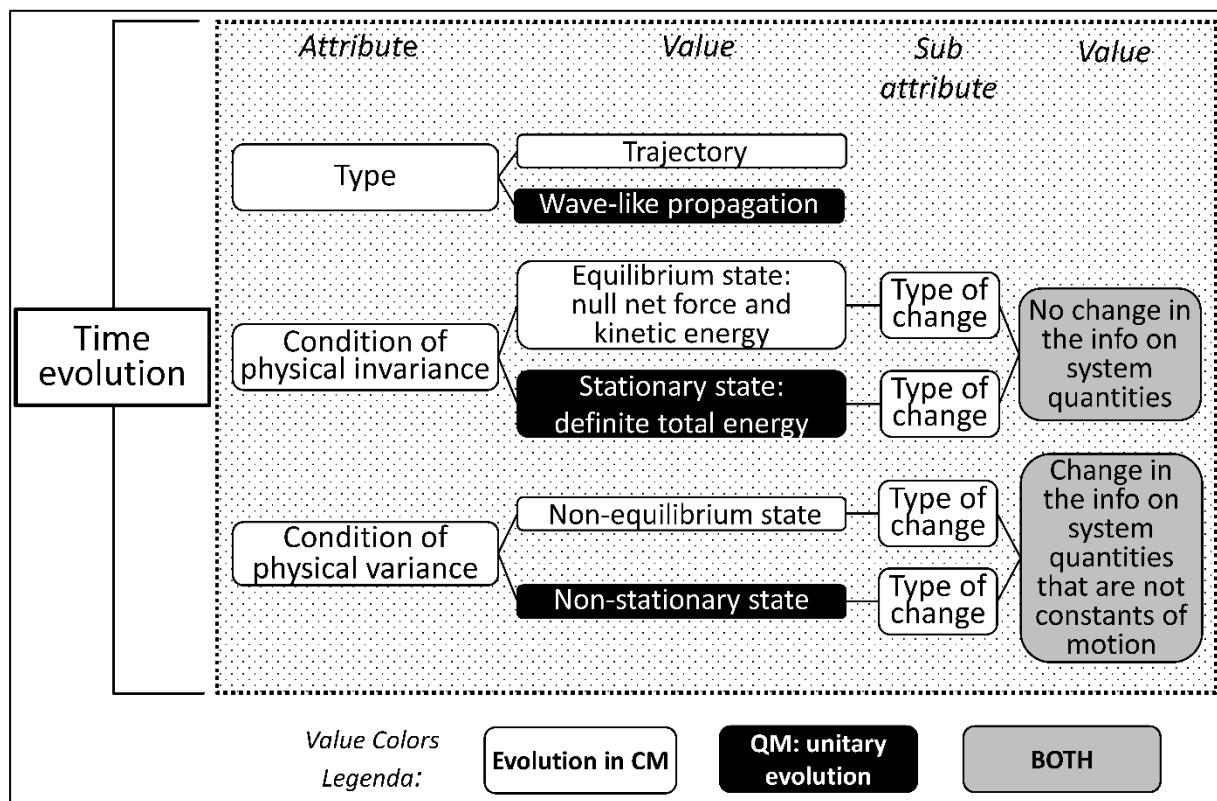 Attribute
Value
Sub
attribute
Value
Time
evolution
Type
Trajectory
Wave-like propagation
Condition of
physical invariance
Equilibrium state:
null net force and
kinetic energy
Type of
change
Stationary state:
definite total energy
Type of
change
No change in
the info on
system
quantities
Condition of
physical variance
Non-equilibrium state
Type of
change
Non-stationary state
Type of
change
Change in
the info on
system
quantities
that are not
constants of
motion
Value Colors
Legenda:
Evolution in CM
QM: unitary
evolution
BOTH